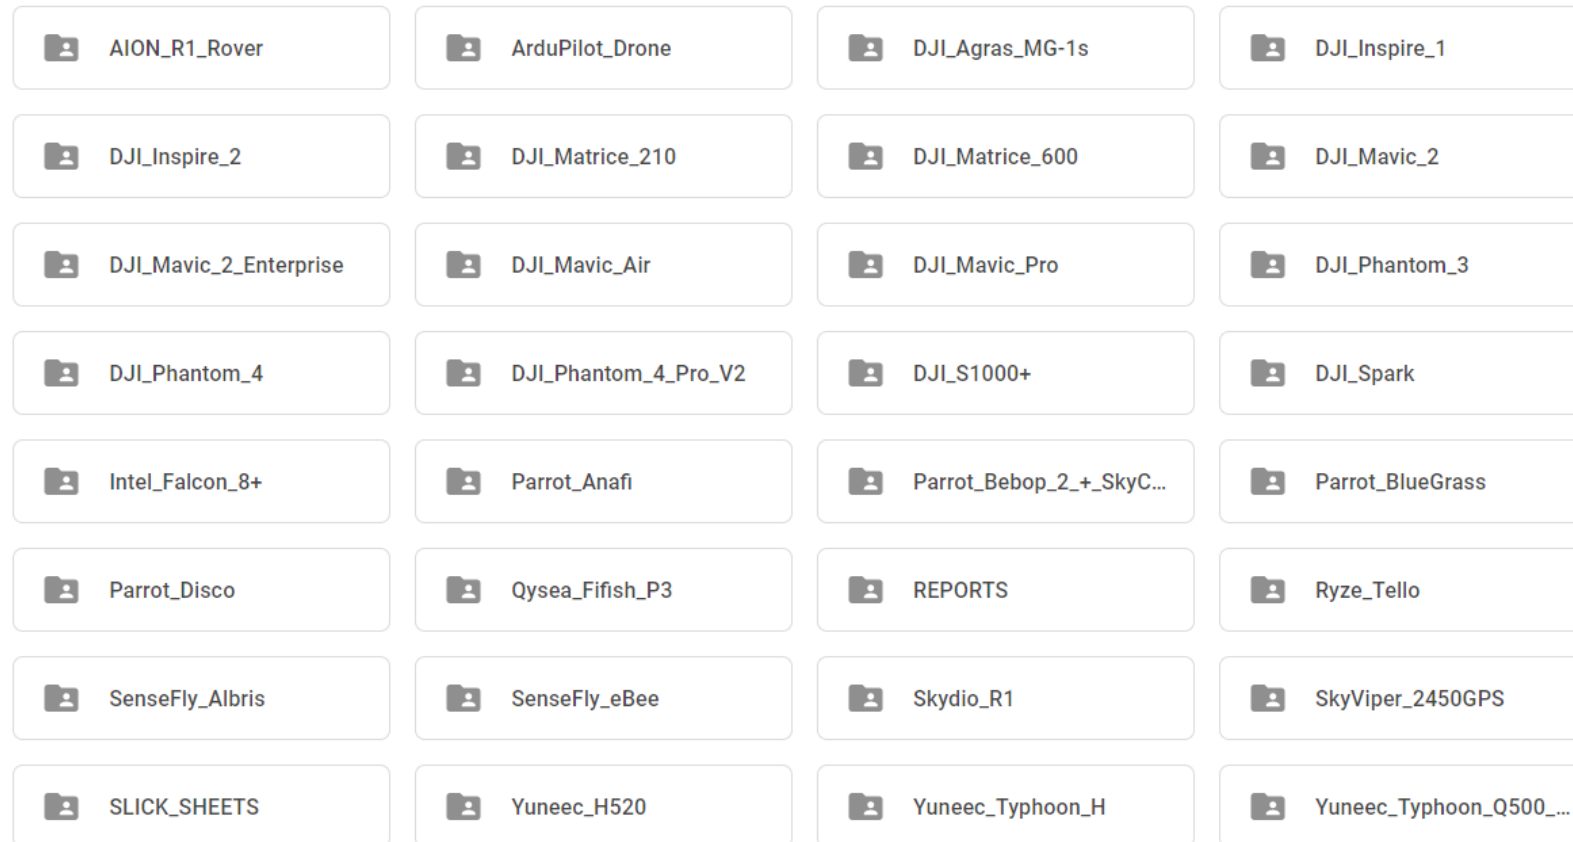 AION_R1_Rover
ArduPilot_Drone
DJI_Agras_MG-1s
DJI_Inspire_1
DJI_Inspire_2
DJI_Matrice_210
DJI_Matrice_600
DJI_Mavic_2
DJI_Mavic_2_Enterprise
DJI_Mavic_Air
DJI_Mavic_Pro
DJI_Phantom_3
DJI_Phantom_4
DJI_Phantom_4_Pro_V2
DJI_S1000+
DJI_Spark
Intel_Falcon_8+
Parrot_Anafi
Parrot_Bebop_2_+_SkyC...
Parrot_BlueGrass
Parrot_Disco
Qysea_Fifish_P3
REPORTS
Ryze_Tello
SenseFly_Albris
SenseFly_eBee
Skydio_R1
SkyViper_2450GPS
SLICK_SHEETS
Yuneec_H520
Yuneec_Typhoon_H
Yuneec_Typhoon_Q500_...